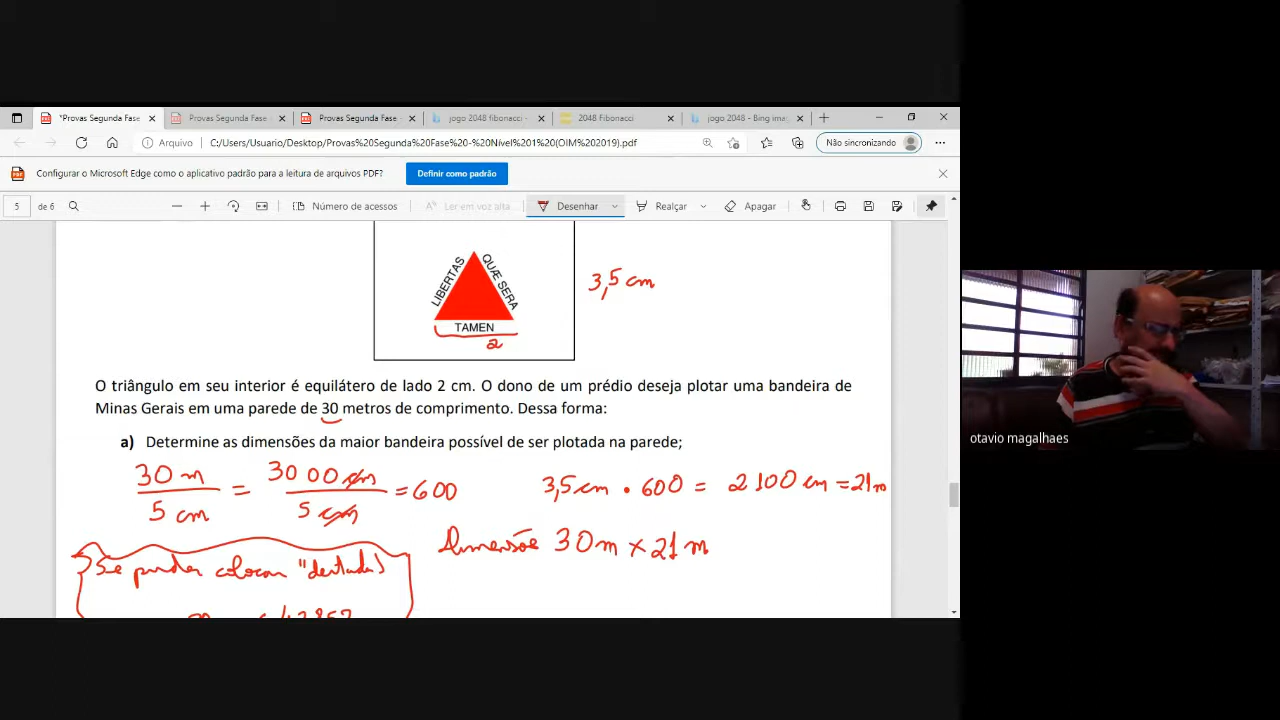 *Provas Segunda Fase
Provas Segunda Fase -
Provas Segunda Fase -
jogo 2048 fibonacci -
2048 Fibonacci
jogo 2048 - Bing ima
Arquivo
C:/Users/Usuario/Desktop/Provas%20Segunda%20Fase%20-%20Nível%201%20(OIM%202019).pdf
Não sincronizando
Configurar o Microsoft Edge como o aplicativo padrão para a leitura de arquivos PDF?
Definir como padrão
5 de 6
Número de acessos
Ler em voz alta
Desenhar
Realçar
Apagar
LIBERTAS
QUÆ SERA
TAMEN
2
3,5 cm
O triângulo em seu interior é equilátero de lado 2 cm. O dono de um prédio deseja plotar uma bandeira de
Minas Gerais em uma parede de 30 metros de comprimento. Dessa forma:
a) Determine as dimensões da maior bandeira possível de ser plotada na parede;
30 m / 5 cm = 3000 cm / 5 cm = 600
3,5 cm · 600 = 2100 cm = 21 m
Dimensõe 30 m x 21 m
Se puder colocar "deitada"
otavio magalhaes